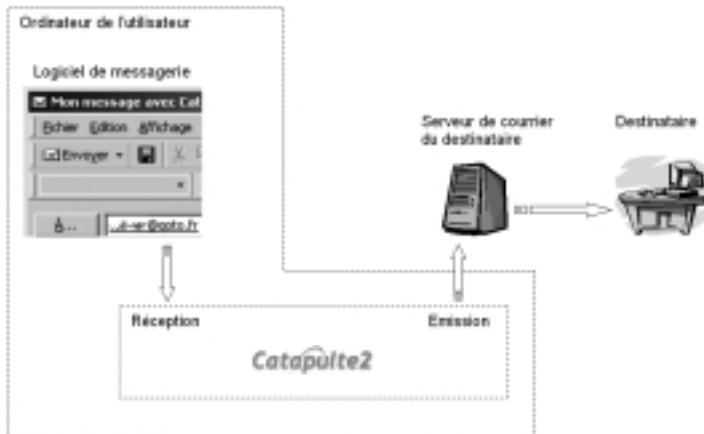 Ordinateur de l'utilisateur
Logiciel de messagerie
Mon message avec Cat
Fichier Edition Affichage
Envoyer
À...
Serveur de courrier
du destinataire
Destinataire
Réception
Emission
Catapulte2